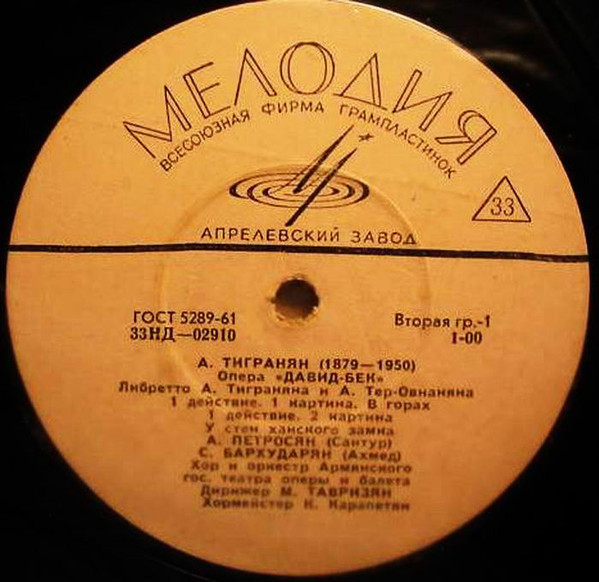 МЕЛОДИЯ
ВСЕСОЮЗНАЯ ФИРМА ГРАМПЛАСТИНОК
33
АПРЕЛЕВСКИЙ ЗАВОД
ГОСТ 5289-61
33НД—02910
Вторая гр.-1
1-00
А. ТИГРАНЯН (1879—1950)
Опера «ДАВИД-БЕК»
Либретто А. Тиграняна и А. Тер-Овнаняна
1 действие. 1 картина. В горах
1 действие. 2 картина
У стен ханского замка
А. ПЕТРОСЯН (Сантур)
С. БАРХУДАРЯН (Ахмед)
Хор и оркестр Армянского
гос. театра оперы и балета
Дирижер М. ТАВРИЗЯН
Хормейстер К. Карапетян